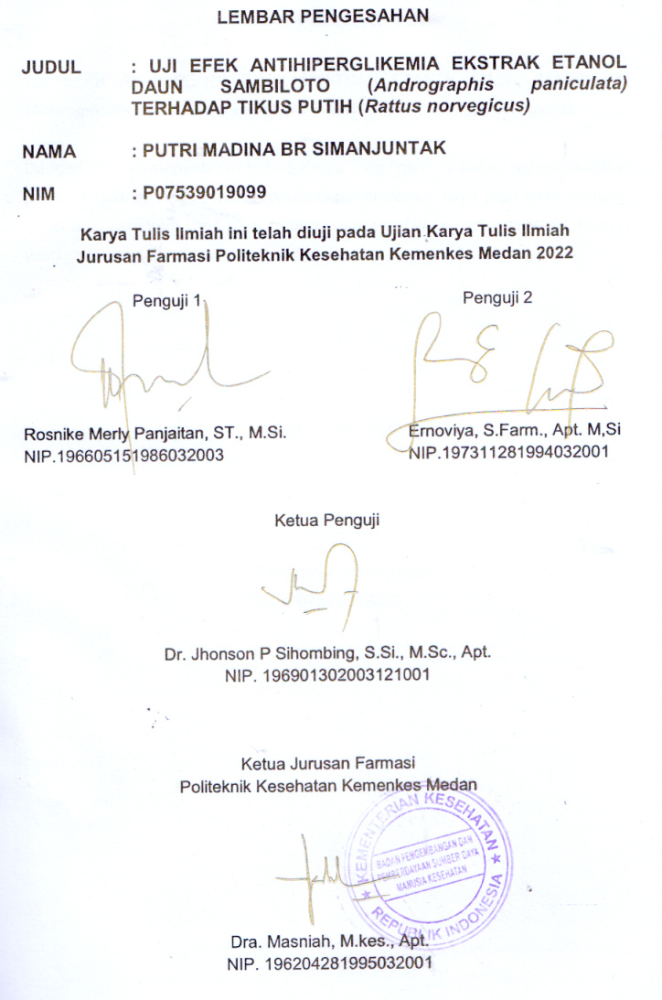 LEMBAR PENGESAHAN
JUDUL : UJI EFEK ANTIHIPERGLIKEMIA EKSTRAK ETANOL
DAUN SAMBILOTO (Andrographis paniculata)
TERHADAP TIKUS PUTIH (Rattus norvegicus)
NAMA : PUTRI MADINA BR SIMANJUNTAK
NIM : P07539019099
Karya Tulis Ilmiah ini telah diuji pada Ujian Karya Tulis Ilmiah
Jurusan Farmasi Politeknik Kesehatan Kemenkes Medan 2022
Penguji 1 Penguji 2
Rosnike Merly Panjaitan, ST., M.Si. Ernoviya, S.Farm., Apt. M,Si
NIP.196605151986032003 NIP.197311281994032001
Ketua Penguji
Dr. Jhonson P Sihombing, S.Si., M.Sc., Apt.
NIP. 196901302003121001
Ketua Jurusan Farmasi
Politeknik Kesehatan Kemenkes Medan
KEMENTERIAN KESEHATAN
BADAN PENGEMBANGAN DAN
PEMBERDAYAAN SUMBER DAYA
MANUSIA KESEHATAN
REPUBLIK INDONESIA
Dra. Masniah, M.kes., Apt.
NIP. 196204281995032001